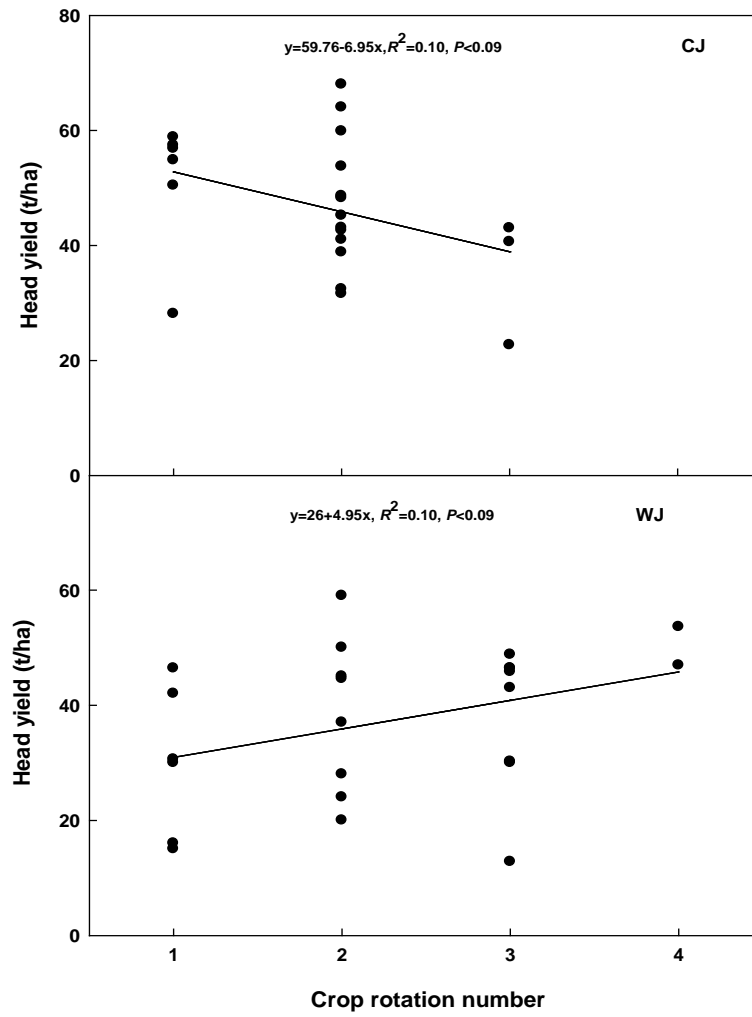 80
y=59.76-6.95x,R²=0.10, P<0.09 CJ
60
Head yield (t/ha)
40
20
0
y=26+4.95x, R²=0.10, P<0.09 WJ
60
Head yield (t/ha)
40
20
0
1 2 3 4
Crop rotation number